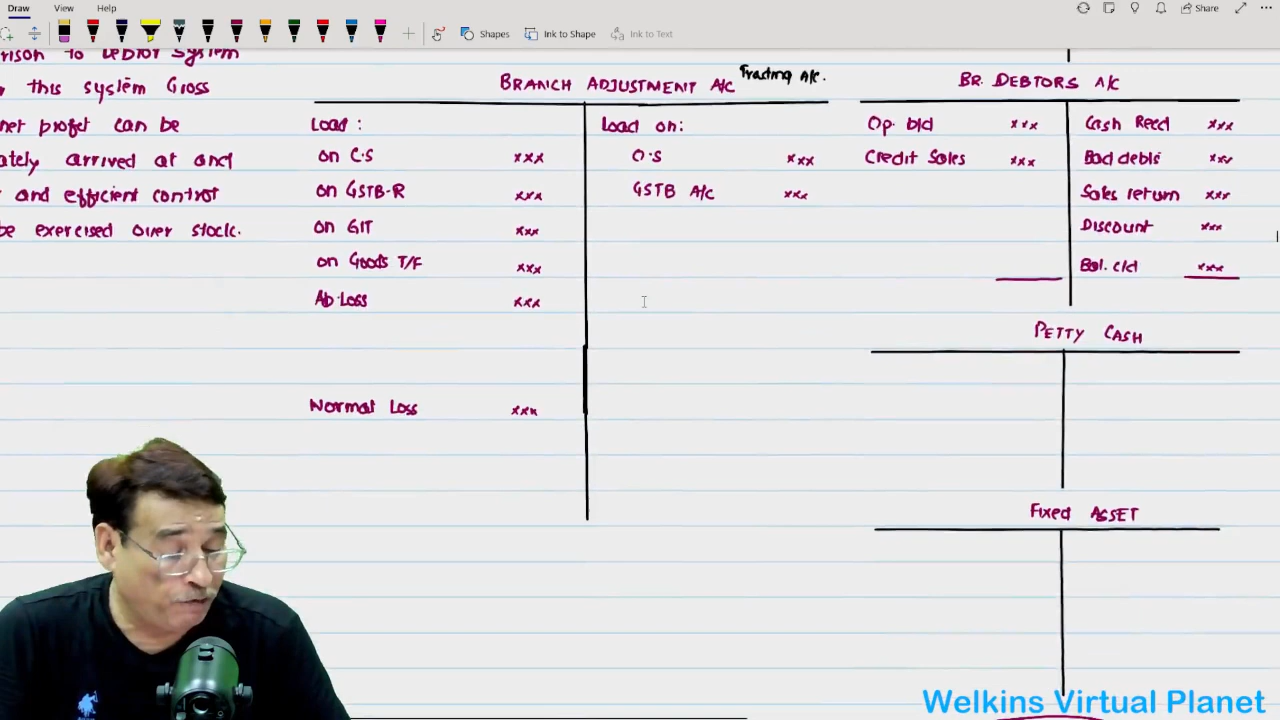 Draw View Help
Share
Shapes Ink to Shape Ink to Text
to Debtor System
this system Gross
net profit can be
ately arrived at and
and efficient control
be exercised over stock.
BRANCH ADJUSTMENT A/C Trading A/c.
Load : Load on:
on C.S xxx O.S xxx
on GSTB-R xxx GSTB A/c xxx
on GIT xxx
on Goods T/F xxx
Ab. Loss xxx
Normal Loss xxx
BR. DEBTORS A/C
Op. bld xxx Cash Recd xxx
Credit Sales xxx Bad debts xxx
Sales return xxx
Discount xxx
Bal. c/d xxx
PETTY CASH
Fixed ASSET
Welkins Virtual Planet